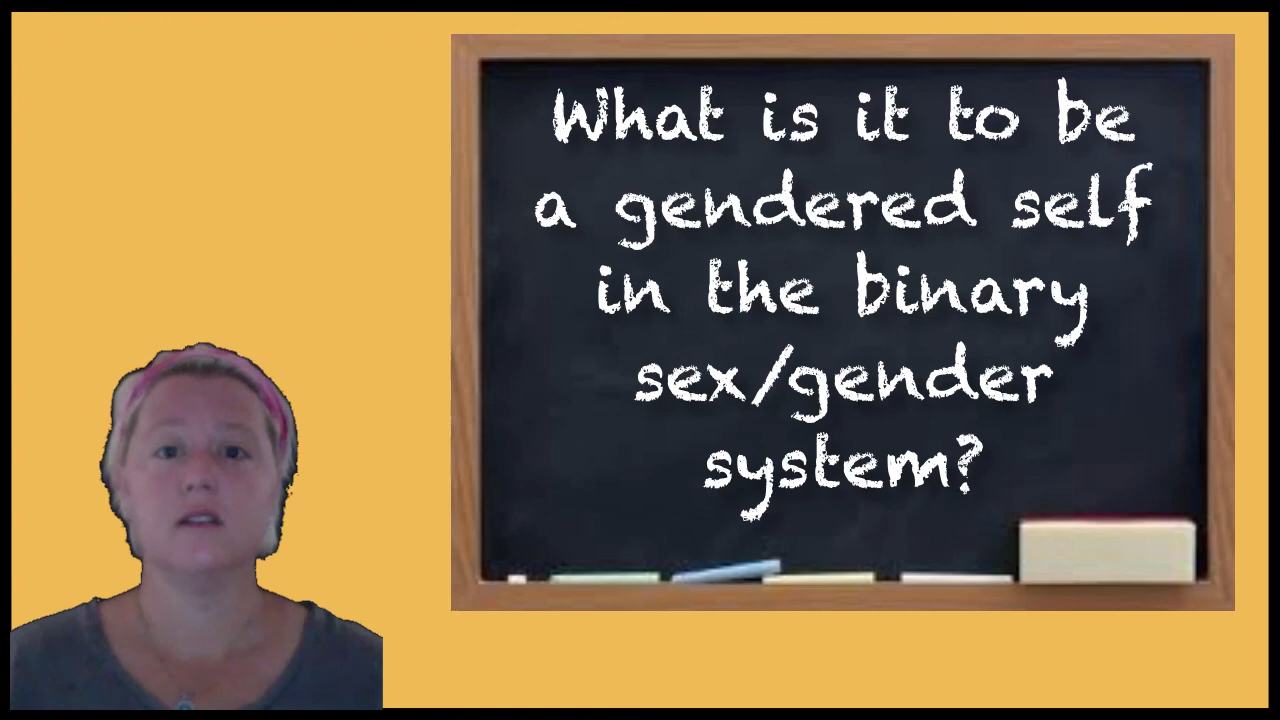 What is it to be
a gendered self
in the binary
sex/gender
system?